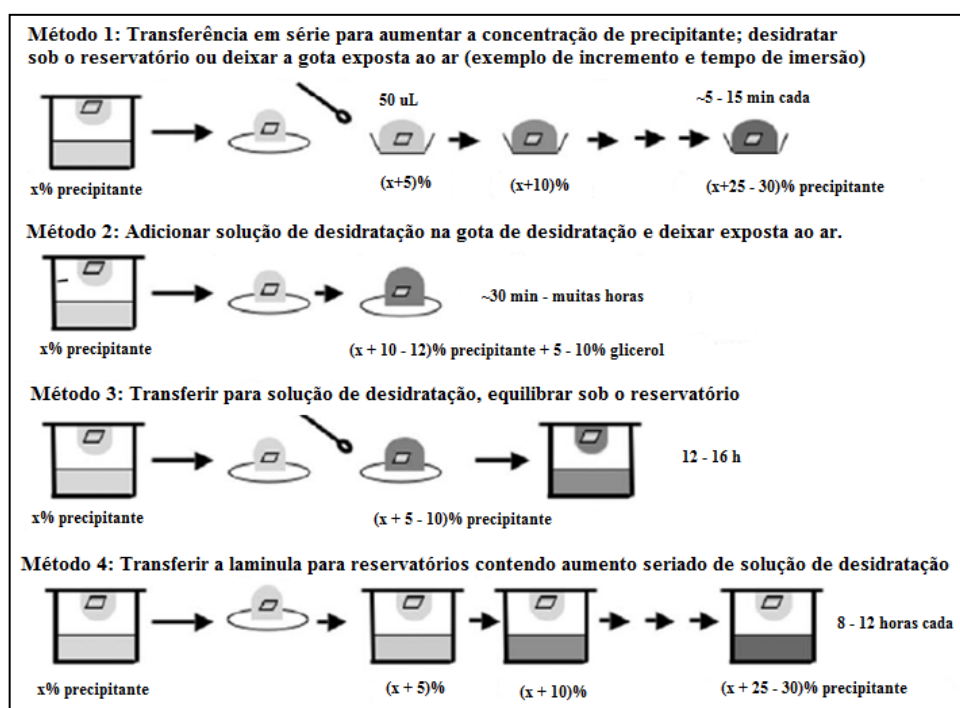 Método 1: Transferência em série para aumentar a concentração de precipitante; desidratar
sob o reservatório ou deixar a gota exposta ao ar (exemplo de incremento e tempo de imersão)
50 uL
~5 - 15 min cada
x% precipitante
(x+5)%
(x+10)%
(x+25 - 30)% precipitante
Método 2: Adicionar solução de desidratação na gota de desidratação e deixar exposta ao ar.
~30 min - muitas horas
x% precipitante
(x + 10 - 12)% precipitante + 5 - 10% glicerol
Método 3: Transferir para solução de desidratação, equilibrar sob o reservatório
12 - 16 h
x% precipitante
(x + 5 - 10)% precipitante
Método 4: Transferir a laminula para reservatórios contendo aumento seriado de solução de desidratação
8 - 12 horas cada
x% precipitante
(x + 5)%
(x + 10)%
(x + 25 - 30)% precipitante